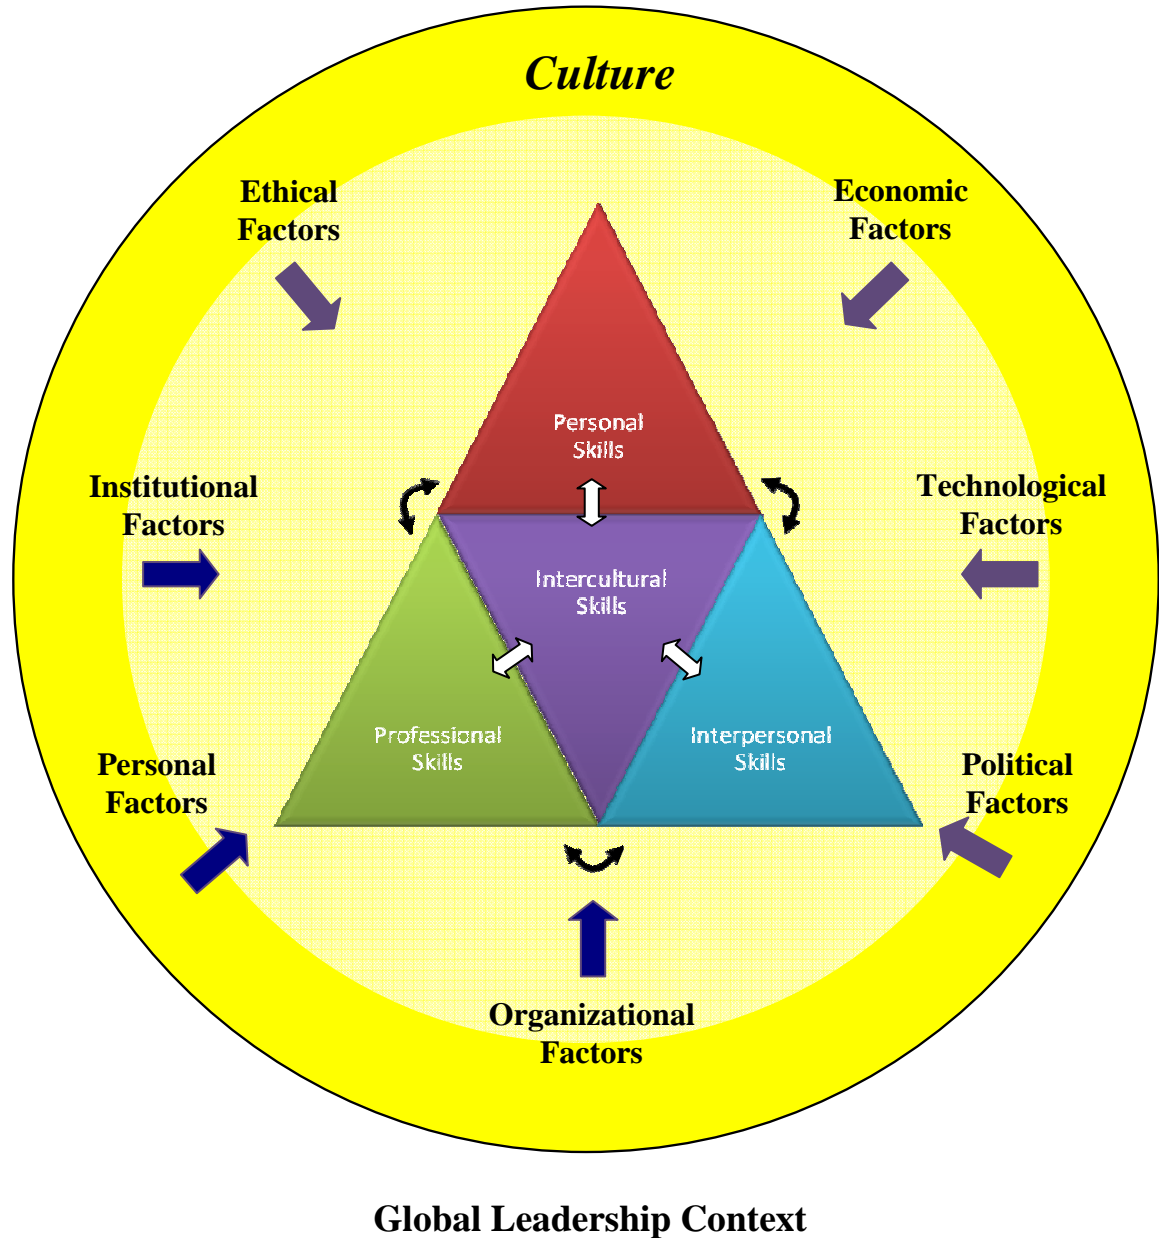 Culture
Ethical
Factors
Economic
Factors
Personal
Skills
Institutional
Factors
Technological
Factors
Intercultural
Skills
Professional
Skills
Interpersonal
Skills
Personal
Factors
Political
Factors
Organizational
Factors
Global Leadership Context